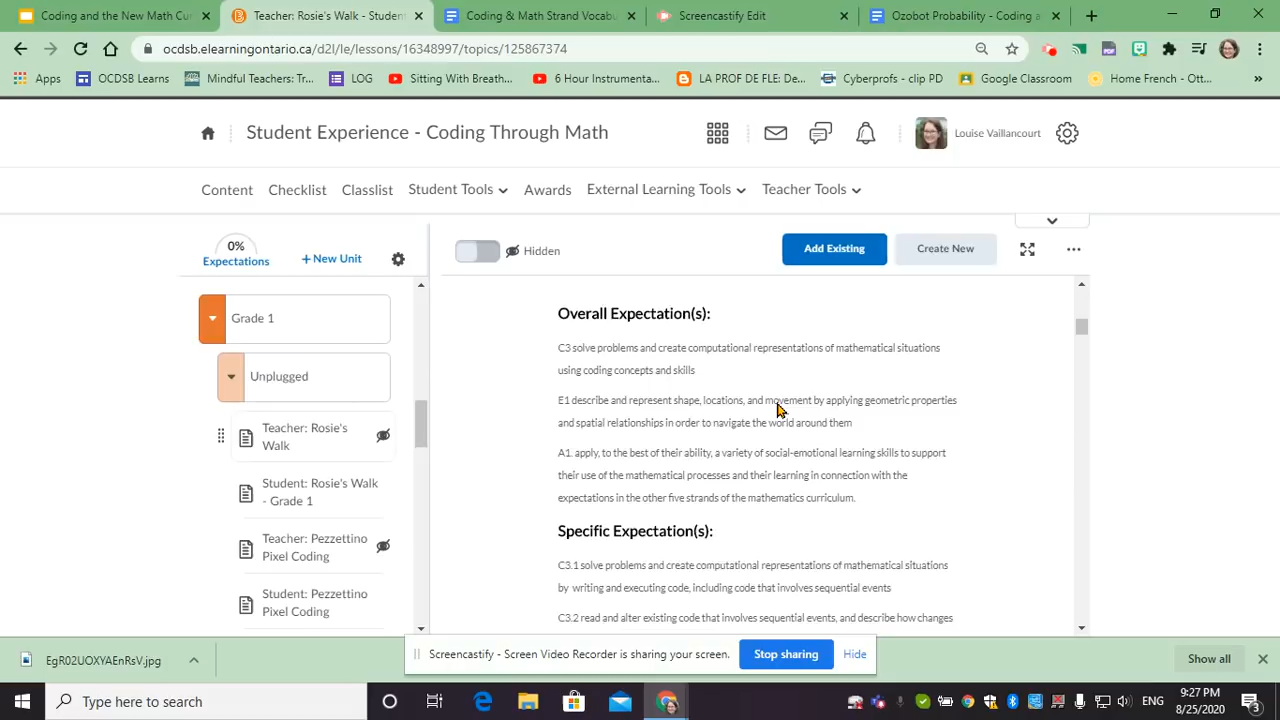 Coding and the New Math Cur
Teacher: Rosie's Walk - Student
Coding & Math Strand Vocabu
Screencastify Edit
Ozobot Probability - Coding a
ocdsb.elearningontario.ca/d2l/le/lessons/16348997/topics/125867374
Apps
OCDSB Learns
Mindful Teachers: Tr...
LOG
Sitting With Breath...
6 Hour Instrumenta...
LA PROF DE FLE: De...
Cyberprofs - clip PD
Google Classroom
Home French - Ott...
»
Student Experience - Coding Through Math
Louise Vaillancourt
Content
Checklist
Classlist
Student Tools
Awards
External Learning Tools
Teacher Tools
0%
Expectations
+ New Unit
Hidden
Add Existing
Create New
Grade 1
Unplugged
Teacher: Rosie's
Walk
Student: Rosie's Walk
- Grade 1
Teacher: Pezzettino
Pixel Coding
Student: Pezzettino
Pixel Coding
Overall Expectation(s):
C3 solve problems and create computational representations of mathematical situations
using coding concepts and skills
E1 describe and represent shape, locations, and movement by applying geometric properties
and spatial relationships in order to navigate the world around them
A1. apply, to the best of their ability, a variety of social-emotional learning skills to support
their use of the mathematical processes and their learning in connection with the
expectations in the other five strands of the mathematics curriculum.
Specific Expectation(s):
C3.1 solve problems and create computational representations of mathematical situations
by writing and executing code, including code that involves sequential events
C3.2 read and alter existing code that involves sequential events, and describe how changes
Screencastify - Screen Video Recorder is sharing your screen.
Stop sharing
Hide
EgR02UOXYAEnRsV.jpg
Show all
Type here to search
ENG
9:27 PM
8/25/2020
3